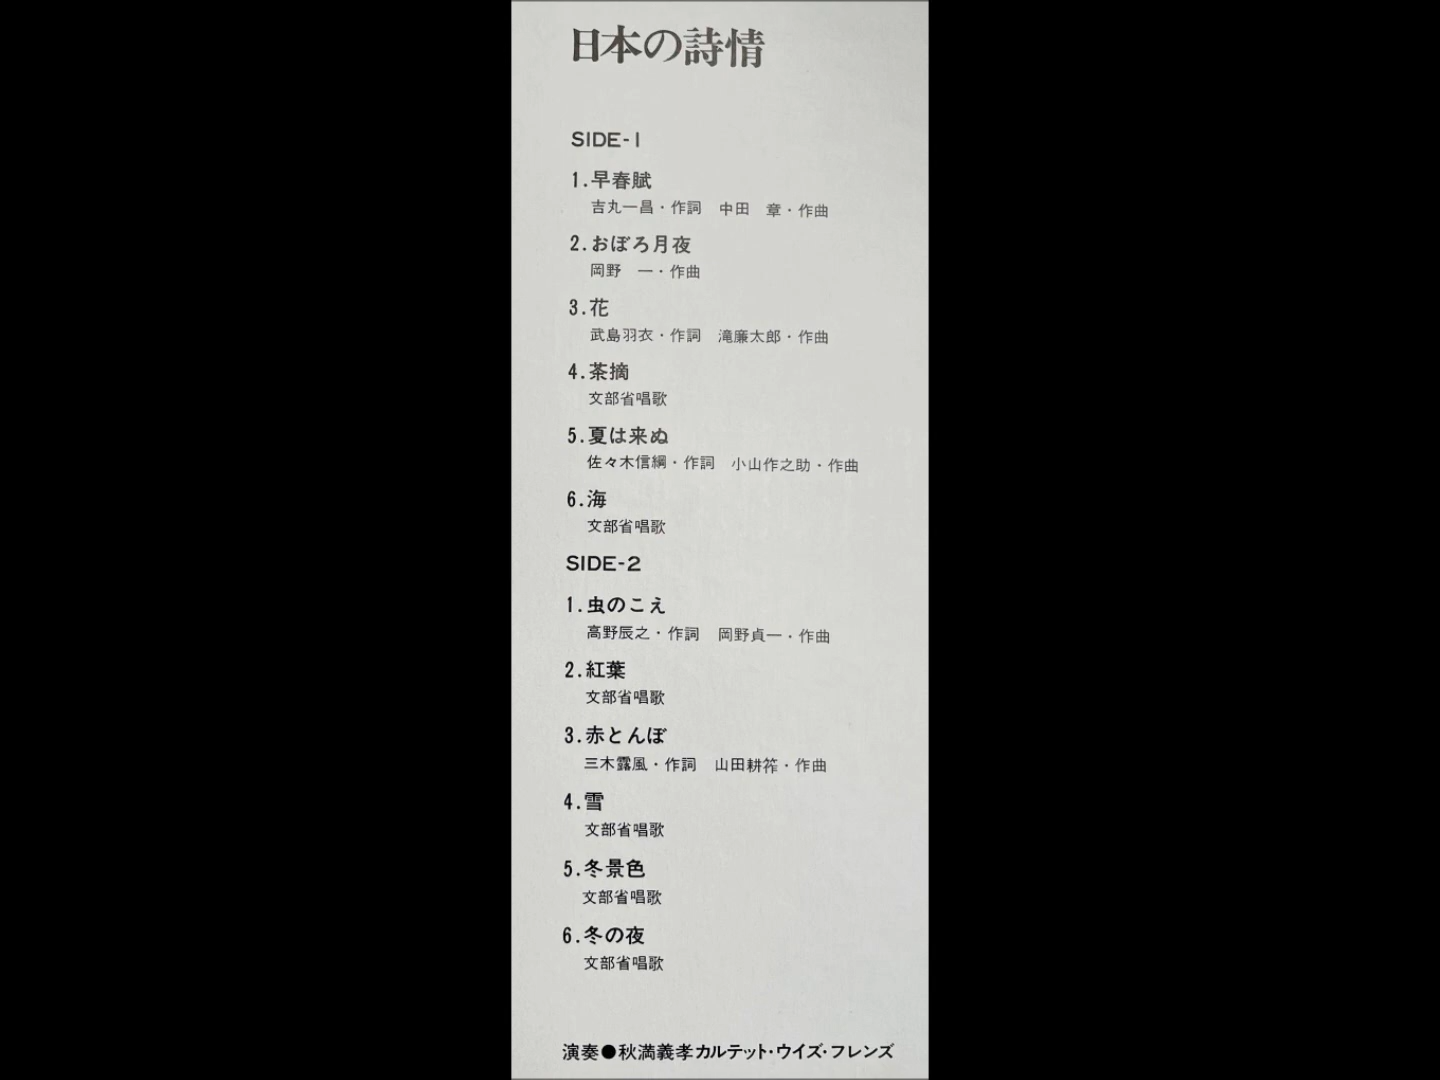 日本の詩情
SIDE-1
1.早春賦
吉丸一昌・作詞　中田　章・作曲
2.おぼろ月夜
岡野　一・作曲
3.花
武島羽衣・作詞　滝廉太郎・作曲
4.茶摘
文部省唱歌
5.夏は来ぬ
佐々木信綱・作詞　小山作之助・作曲
6.海
文部省唱歌
SIDE-2
1.虫のこえ
高野辰之・作詞　岡野貞一・作曲
2.紅葉
文部省唱歌
3.赤とんぼ
三木露風・作詞　山田耕筰・作曲
4.雪
文部省唱歌
5.冬景色
文部省唱歌
6.冬の夜
文部省唱歌
演奏●秋満義孝カルテット・ウイズ・フレンズ